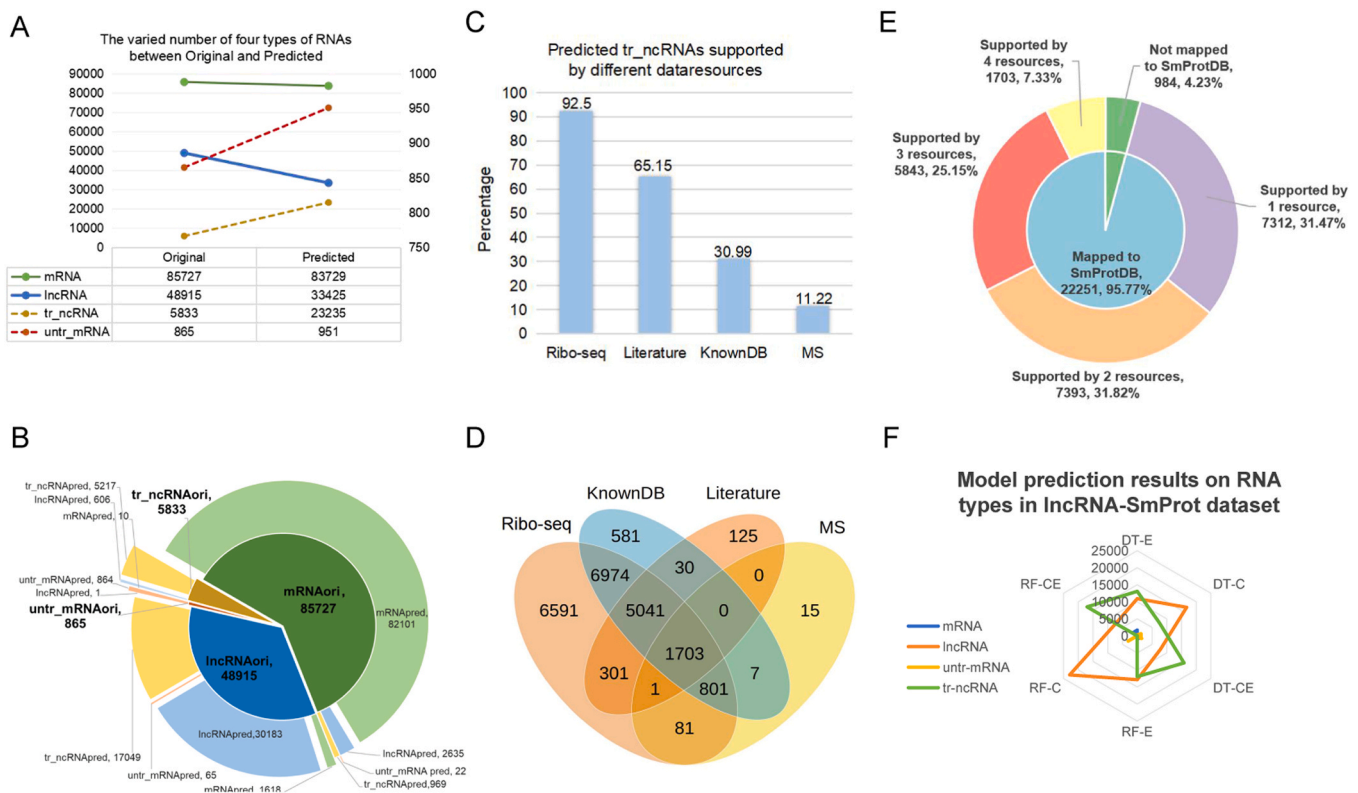 A
The varied number of four types of RNAs
between Original and Predicted
90000
80000
70000
60000
50000
40000
30000
20000
10000
0
1000
950
900
850
800
750
Original Predicted
mRNA 85727 83729
lncRNA 48915 33425
tr_ncRNA 5833 23235
untr_mRNA 865 951
B
tr_ncRNApred, 5217
lncRNApred, 606
mRNApred, 10
tr_ncRNAori,
5833
untr_mRNApred, 864
lncRNApred, 1
untr_mRNAori,
865
mRNAori,
85727
mRNApred,
82101
lncRNAori,
48915
lncRNApred,30183
tr_ncRNApred, 17049
untr_mRNApred, 65
mRNApred, 1618
lncRNApred, 2635
untr_mRNA pred, 22
tr_ncRNApred,969
C
Predicted tr_ncRNAs supported
by different dataresources
Percentage
100
90
80
70
60
50
40
30
20
10
0
92.5
65.15
30.99
11.22
Ribo-seq Literature KnownDB MS
D
Ribo-seq
KnownDB
Literature
MS
581
125
6974
30
0
6591
5041
0
15
1703
301
1
801
7
81
E
Supported by
4 resources,
1703, 7.33%
Not mapped
to SmProtDB,
984, 4.23%
Supported by
3 resources,
5843, 25.15%
Supported by
1 resource,
7312, 31.47%
Mapped to
SmProtDB,
22251, 95.77%
Supported by 2 resources,
7393, 31.82%
F
Model prediction results on RNA
types in lncRNA-SmProt dataset
DT-E
25000
20000
15000
10000
5000
0
RF-CE
DT-C
RF-C
DT-CE
RF-E
mRNA
lncRNA
untr-mRNA
tr-ncRNA